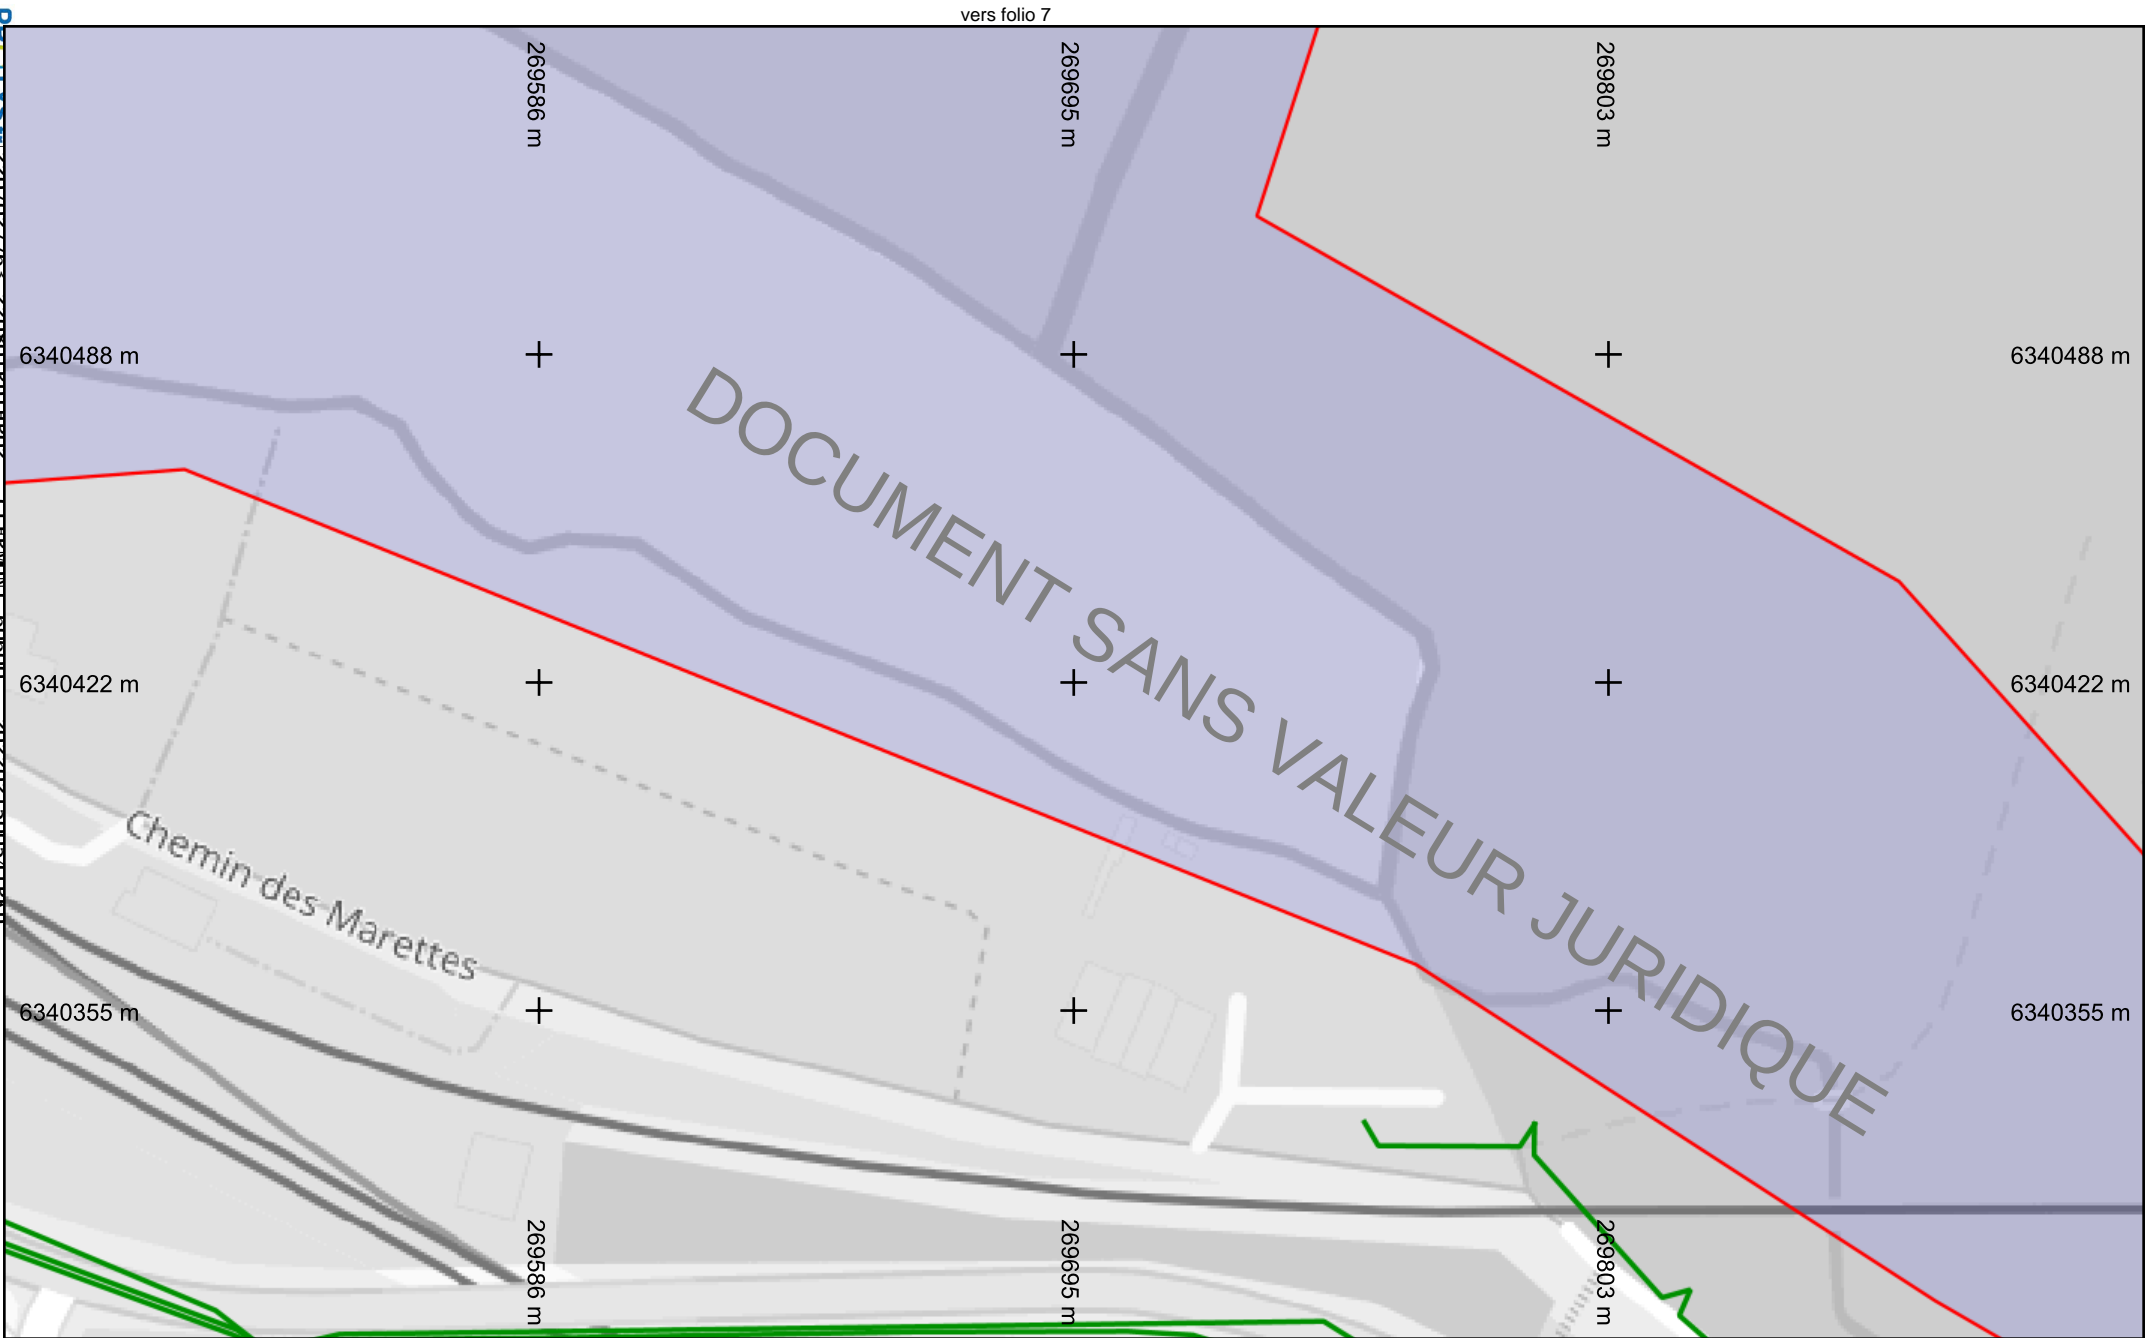 vers folio 7
269586 m
269695 m
269803 m
6340488 m
6340488 m
DOCUMENT SANS VALEUR JURIDIQUE
6340422 m
6340422 m
Chemin des Marettes
6340355 m
6340355 m
269586 m
269695 m
269803 m